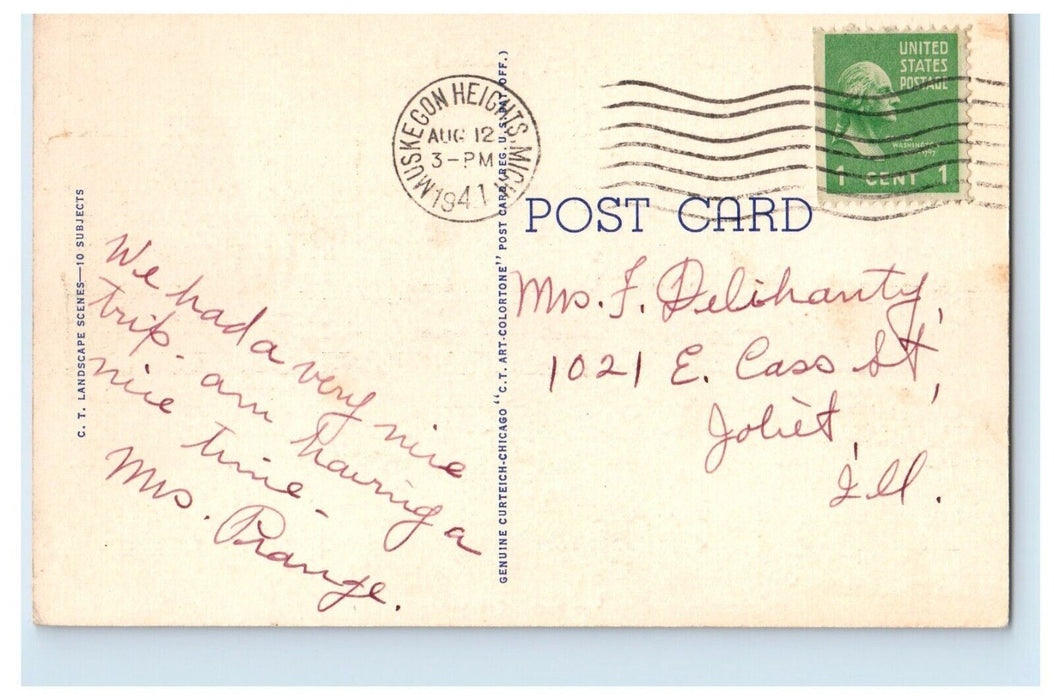 C. T. LANDSCAPE SCENES—10 SUBJECTS
We had a very nice
trip. am having a
nice time.
Mrs. Prange.
GENUINE CURTEICH-CHICAGO "C. T. ART-COLORTONE" POST CARD (REG. U. S. PAT. OFF.)
MUSKEGON HEIGHTS, MICH.
AUG 12
3-PM
1941
UNITED
STATES
POSTAGE
WASHINGTON
1 CENT 1
POST CARD
Mrs. F. Delihanty,
1021 E. Cass St,
Joliet,
Ill.